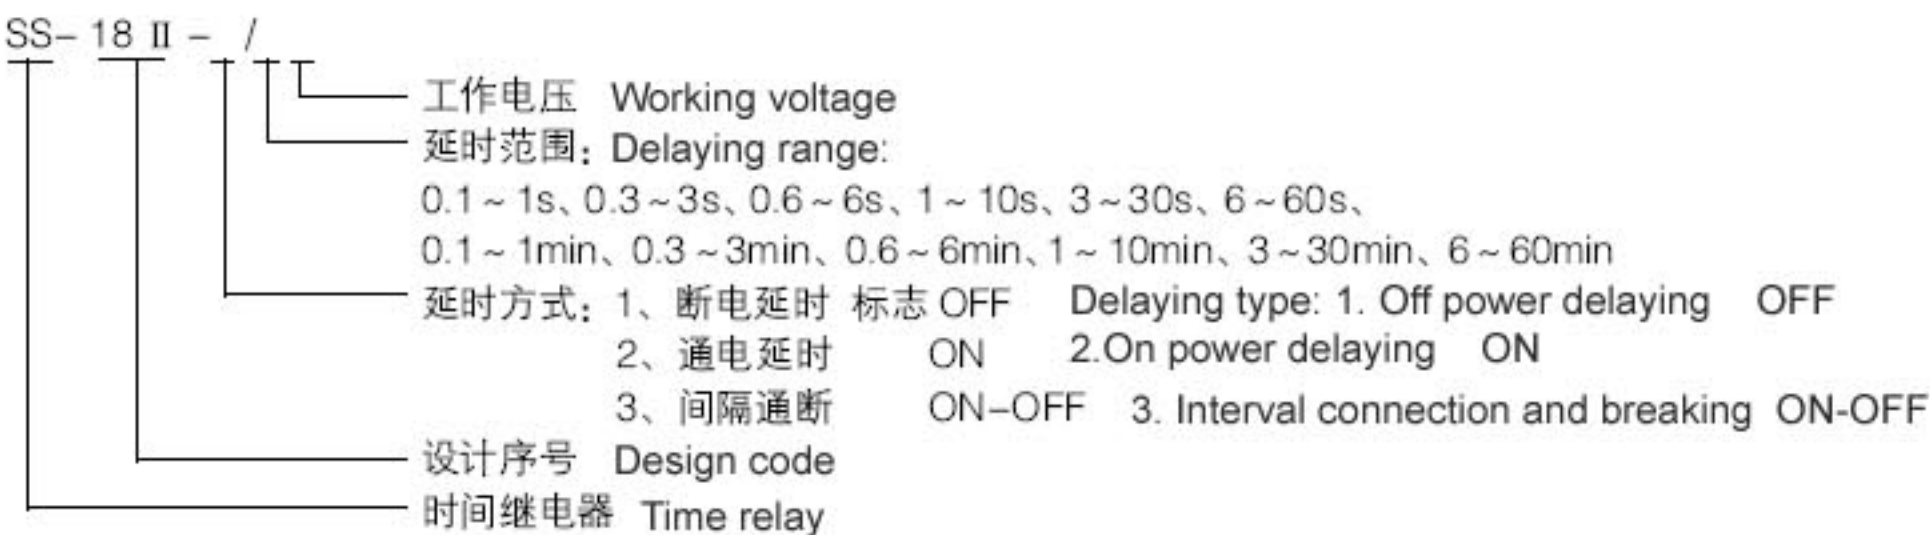 SS- 18 Ⅱ - /
工作电压 Working voltage
延时范围: Delaying range:
0.1~1s、0.3~3s、0.6~6s、1~10s、3~30s、6~60s、
0.1~1min、0.3~3min、0.6~6min、1~10min、3~30min、6~60min
延时方式: 1、断电延时 标志 OFF Delaying type: 1. Off power delaying OFF
2、通电延时 ON 2.On power delaying ON
3、间隔通断 ON-OFF 3. Interval connection and breaking ON-OFF
设计序号 Design code
时间继电器 Time relay